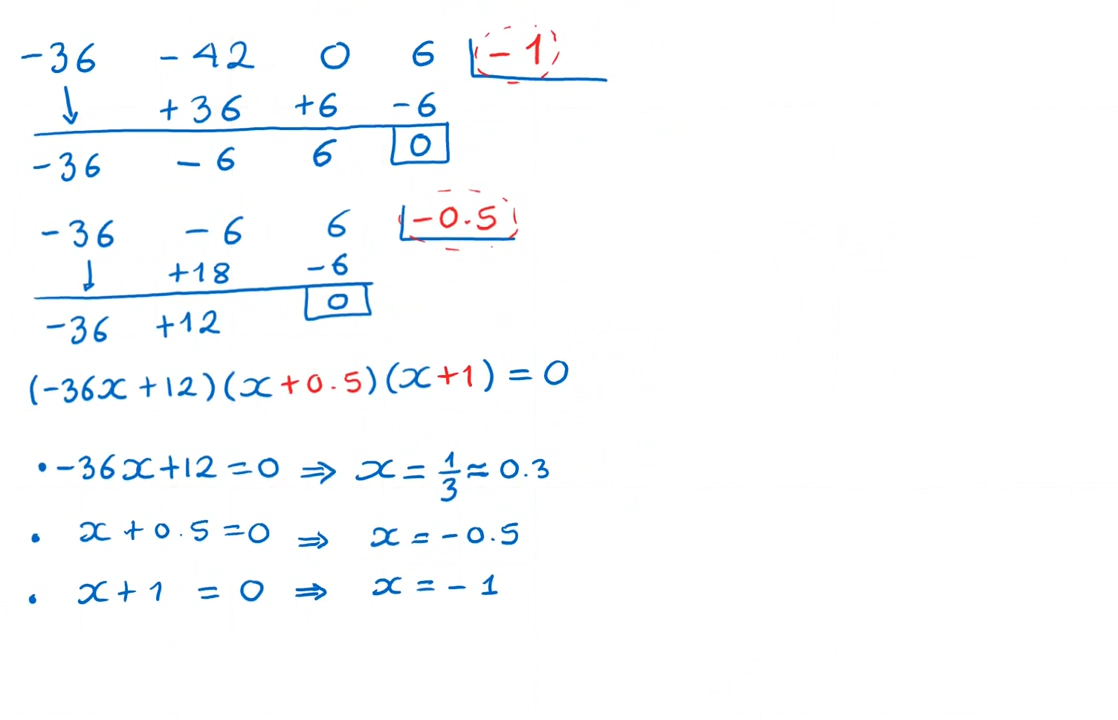 -36 -42 0 6 -1
↓ +36 +6 -6
-36 -6 6 0
-36 -6 6 -0.5
↓ +18 -6
-36 +12 0
(-36x+12)(x+0.5)(x+1)=0
• -36x+12=0 ⇒ x=1/3≈0.3
• x+0.5=0 ⇒ x=-0.5
• x+1=0 ⇒ x=-1